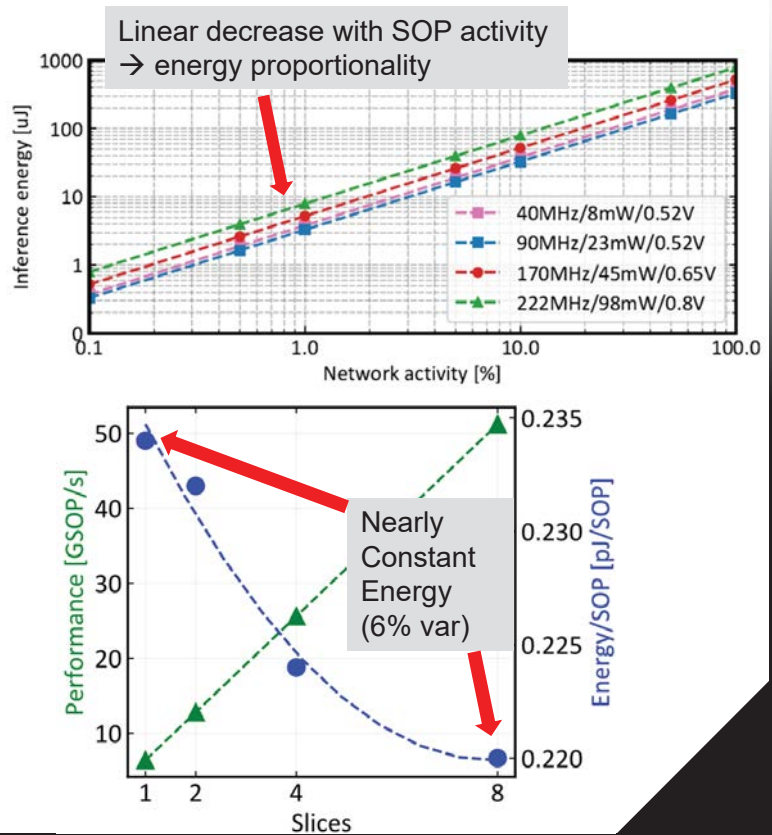 Linear decrease with SOP activity
→ energy proportionality
1000
100
10
1
0
Inference energy [uJ]
40MHz/8mW/0.52V
90MHz/23mW/0.52V
170MHz/45mW/0.65V
222MHz/98mW/0.8V
0.1 1.0 10.0 100.0
Network activity [%]
50
40
30
20
10
Performance [GSOP/s]
Nearly
Constant
Energy
(6% var)
0.235
0.230
0.225
0.220
Energy/SOP [pJ/SOP]
1 2 4 8
Slices